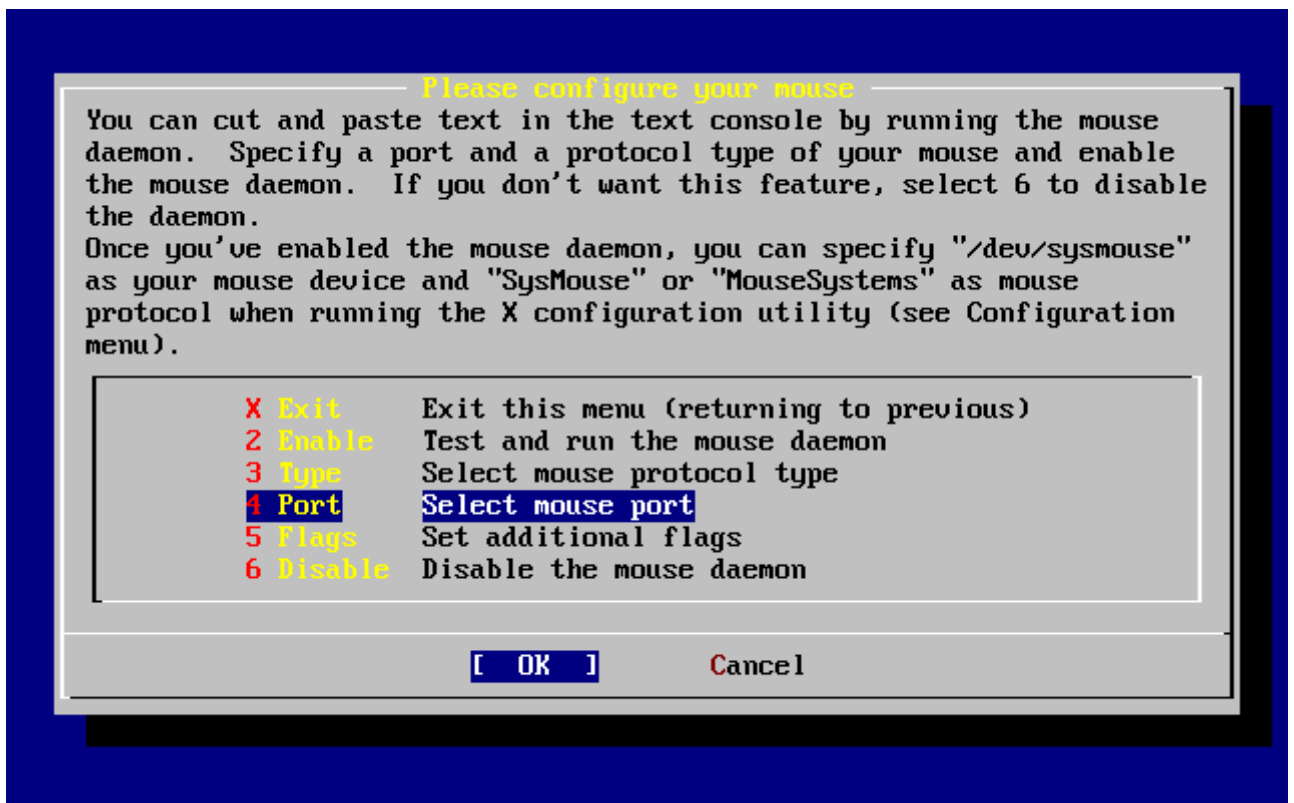 Please configure your mouse
You can cut and paste text in the text console by running the mouse
daemon.  Specify a port and a protocol type of your mouse and enable
the mouse daemon.  If you don't want this feature, select 6 to disable
the daemon.
Once you've enabled the mouse daemon, you can specify "/dev/sysmouse"
as your mouse device and "SysMouse" or "MouseSystems" as mouse
protocol when running the X configuration utility (see Configuration
menu).
X Exit     Exit this menu (returning to previous)
2 Enable   Test and run the mouse daemon
3 Type     Select mouse protocol type
4 Port     Select mouse port
5 Flags    Set additional flags
6 Disable  Disable the mouse daemon
[  OK  ]       Cancel